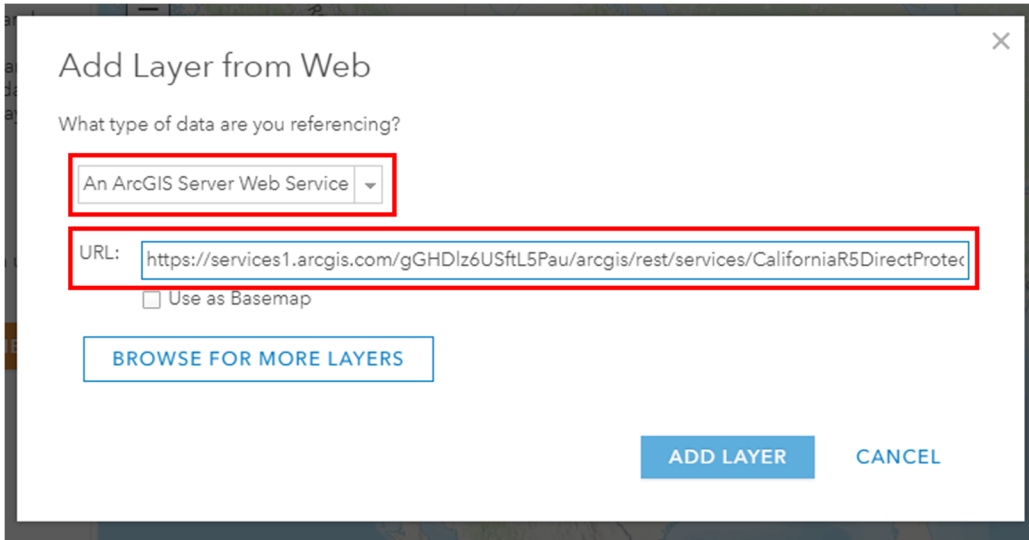 Add Layer from Web
What type of data are you referencing?
An ArcGIS Server Web Service
URL: https://services1.arcgis.com/gGHDlz6USftL5Pau/arcgis/rest/services/CaliforniaR5DirectProtec
Use as Basemap
BROWSE FOR MORE LAYERS
ADD LAYER CANCEL